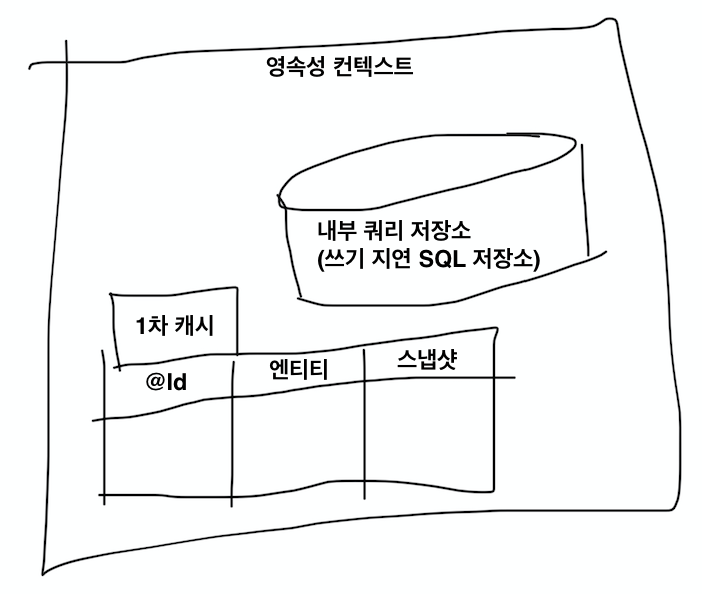 영속성 컨텍스트
내부 쿼리 저장소
(쓰기 지연 SQL 저장소)
1차 캐시
@Id
엔티티
스냅샷